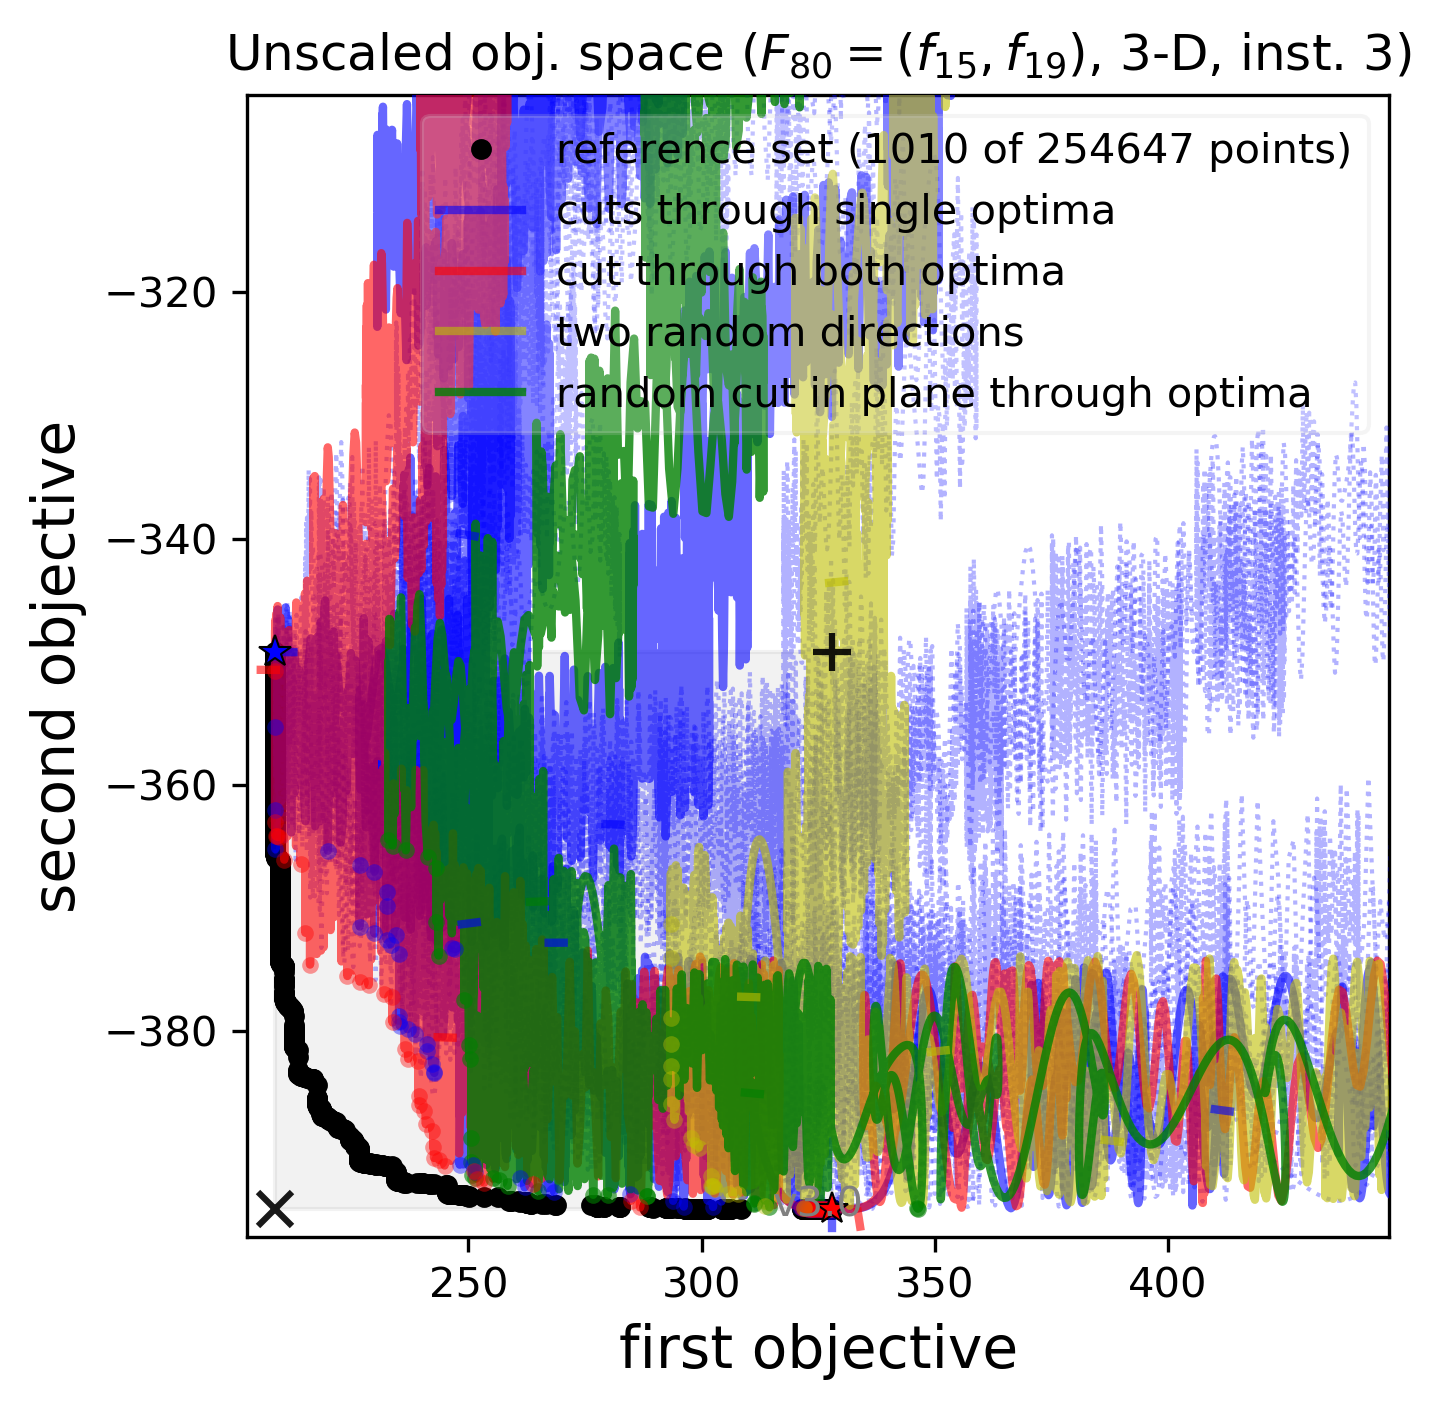 Unscaled obj. space (F₈₀ = (f₁₅, f₁₉), 3-D, inst. 3)
reference set (1010 of 254647 points)
cuts through single optima
cut through both optima
two random directions
random cut in plane through optima
second objective
−320
−340
−360
−380
250
300
350
400
first objective